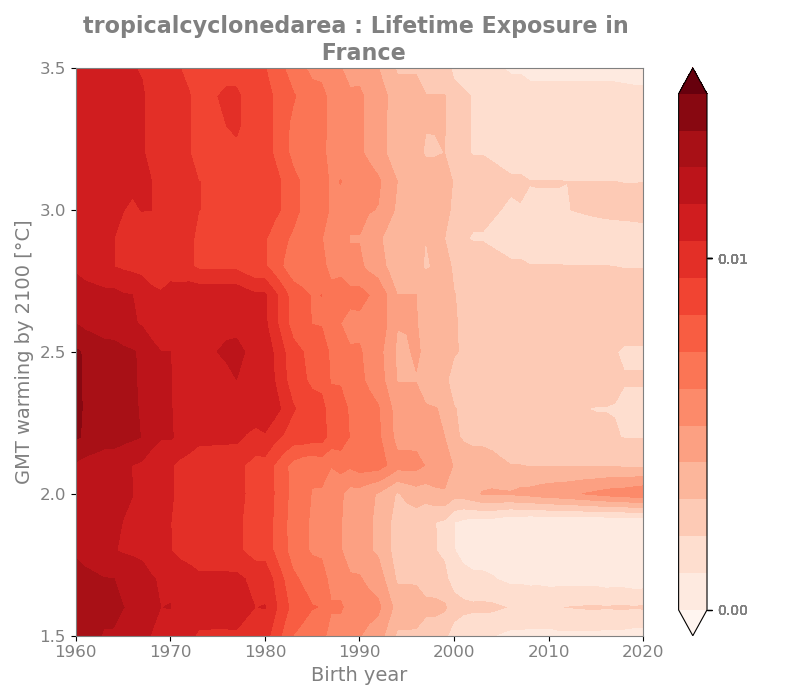 tropicalcyclonedarea : Lifetime Exposure in
France
3.5
3.0
2.5
2.0
1.5
GMT warming by 2100 [°C]
1960 1970 1980 1990 2000 2010 2020
Birth year
0.01
0.00